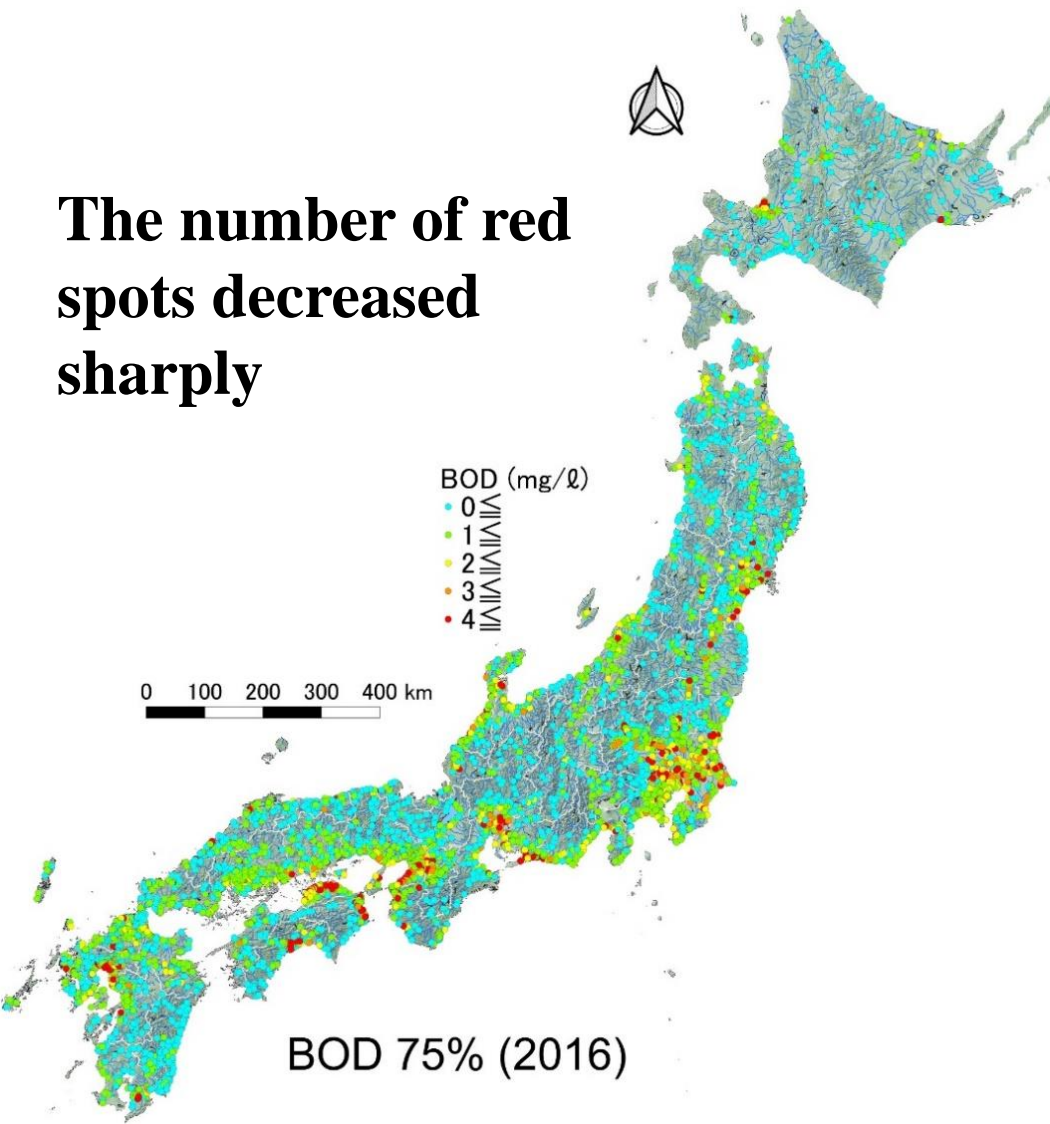 The number of red
spots decreased
sharply
BOD (mg/ℓ)
0≦
1≦
2≦
3≦
4≦
0 100 200 300 400 km
BOD 75% (2016)